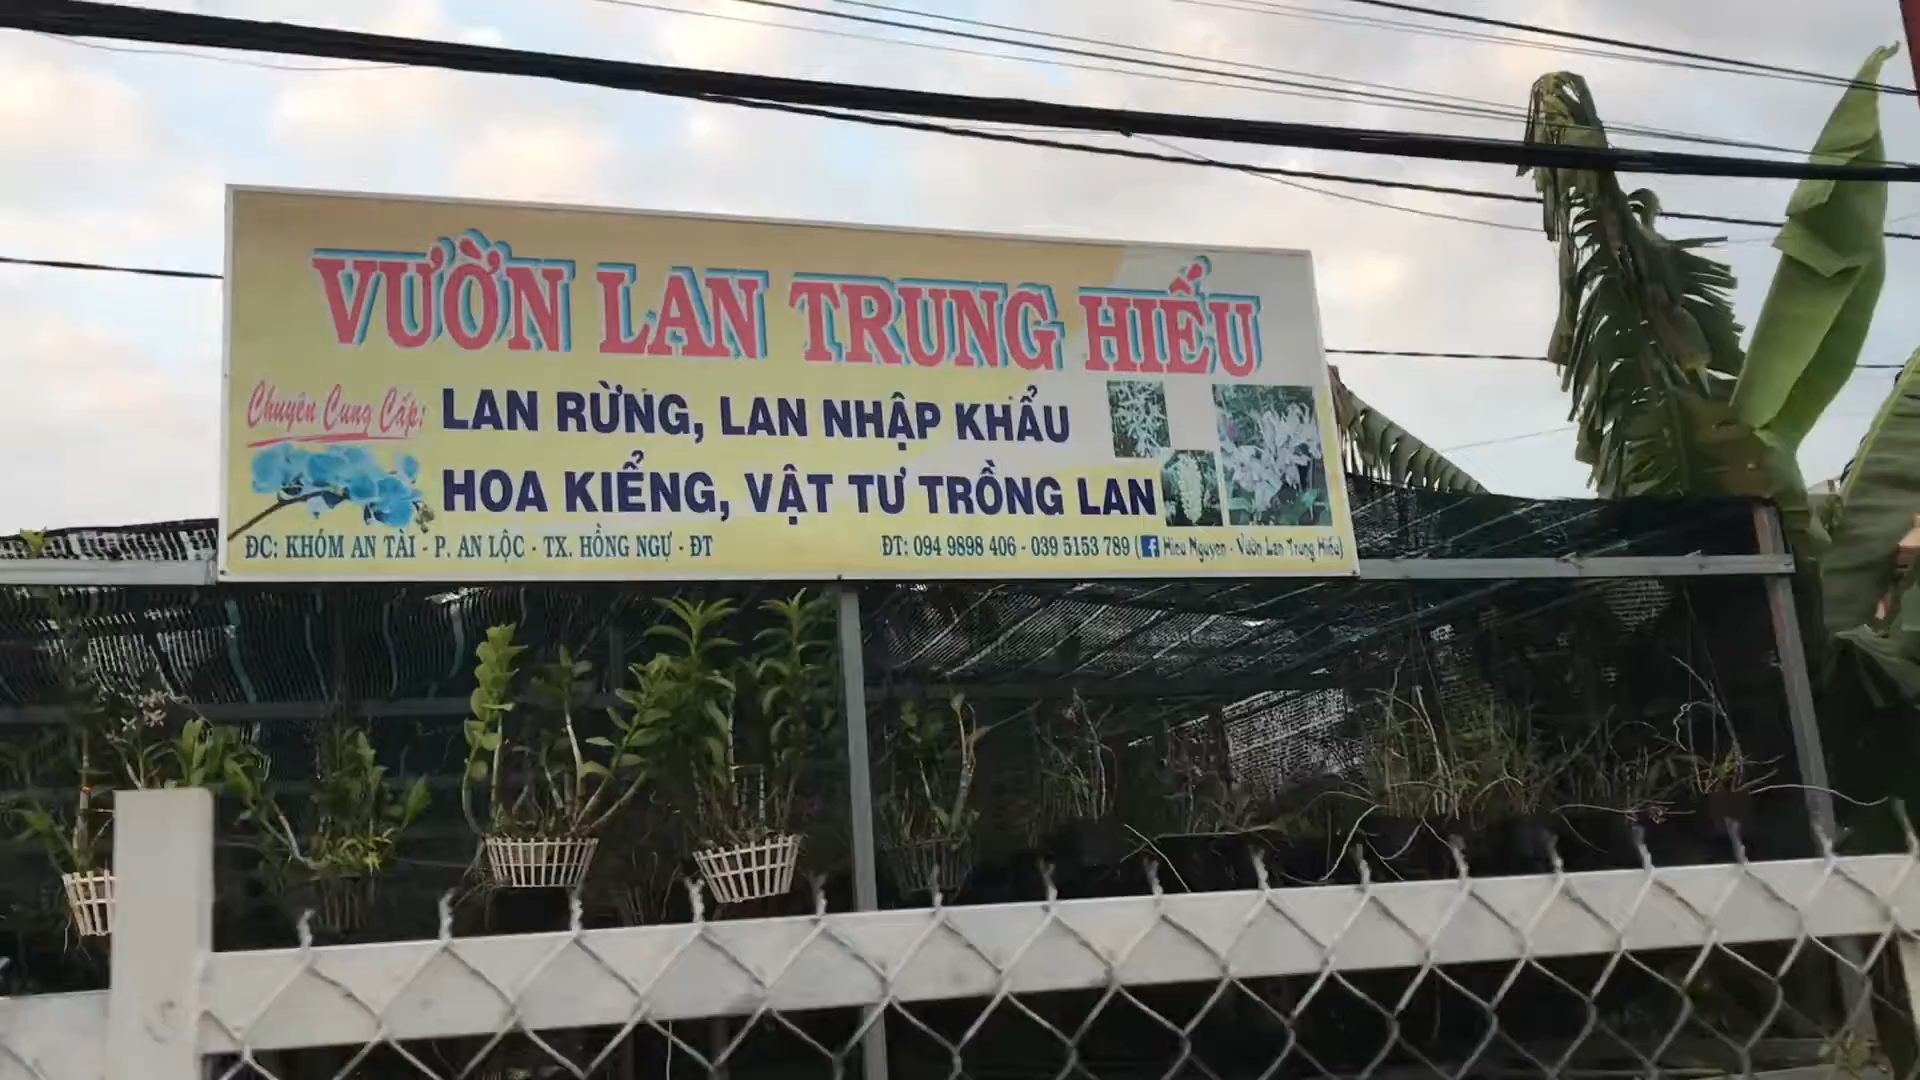 VƯỜN LAN TRUNG HIẾU
Chuyên Cung Cấp: LAN RỪNG, LAN NHẬP KHẨU
HOA KIỂNG, VẬT TƯ TRỒNG LAN
ĐC: KHÓM AN TÀI - P. AN LỘC - TX. HỒNG NGỰ - ĐT
ĐT: 094 9898 406 - 039 5153 789 (f Hieu Nguyen - Vườn Lan Trung Hiếu)